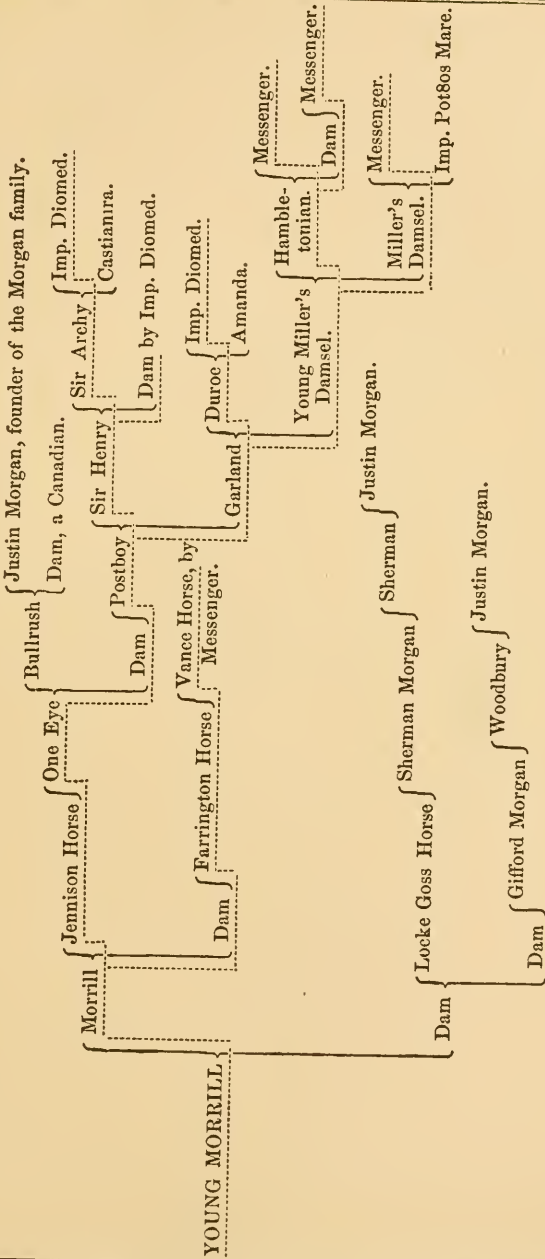 YOUNG MORRILL
Morrill
Jennison Horse
One Eye
Bullrush
Justin Morgan, founder of the Morgan family.
Dam, a Canadian.
Dam
Postboy
Sir Henry
Sir Archy
Imp. Diomed.
Castianira.
Dam by Imp. Diomed.
Garland
Duroc
Imp. Diomed.
Amanda.
Young Miller's
Damsel.
Hamble-
tonian.
Messenger.
Dam
Messenger.
Miller's
Damsel.
Messenger.
Imp. Pot8os Mare.
Dam
Farrington Horse
Vance Horse, by
Messenger.
Dam
Locke Goss Horse
Sherman Morgan
Sherman
Justin Morgan.
Dam
Gifford Morgan
Woodbury
Justin Morgan.